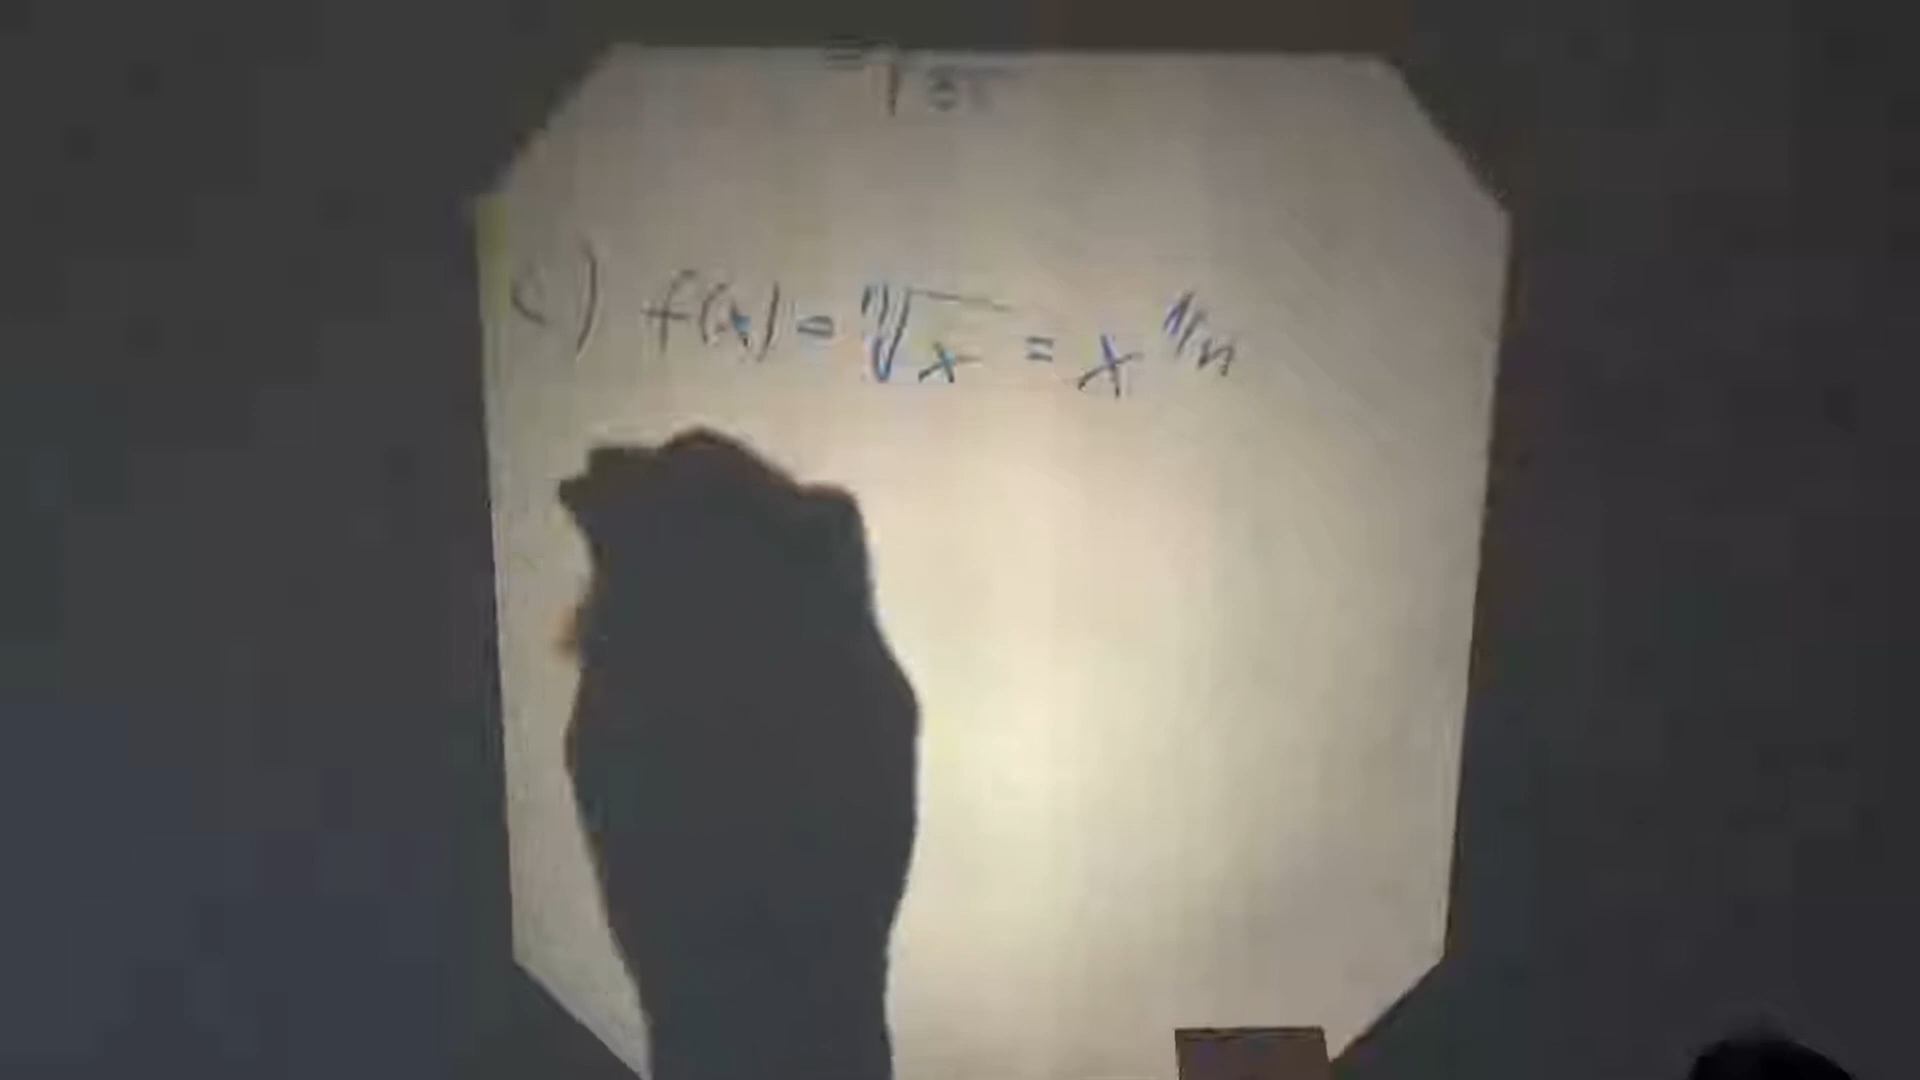 c) f(x) = ⁿ√x = x^1/n